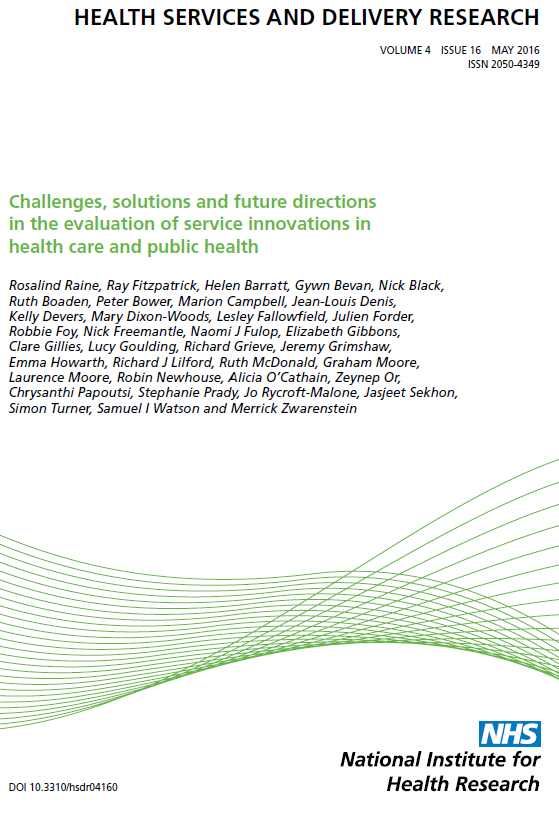 HEALTH SERVICES AND DELIVERY RESEARCH
VOLUME 4 ISSUE 16 MAY 2016
ISSN 2050-4349
Challenges, solutions and future directions
in the evaluation of service innovations in
health care and public health
Rosalind Raine, Ray Fitzpatrick, Helen Barratt, Gywn Bevan, Nick Black,
Ruth Boaden, Peter Bower, Marion Campbell, Jean-Louis Denis,
Kelly Devers, Mary Dixon-Woods, Lesley Fallowfield, Julien Forder,
Robbie Foy, Nick Freemantle, Naomi J Fulop, Elizabeth Gibbons,
Clare Gillies, Lucy Goulding, Richard Grieve, Jeremy Grimshaw,
Emma Howarth, Richard J Lilford, Ruth McDonald, Graham Moore,
Laurence Moore, Robin Newhouse, Alicia O'Cathain, Zeynep Or,
Chrysanthi Papoutsi, Stephanie Prady, Jo Rycroft-Malone, Jasjeet Sekhon,
Simon Turner, Samuel I Watson and Merrick Zwarenstein
NHS
National Institute for
Health Research
DOI 10.3310/hsdr04160